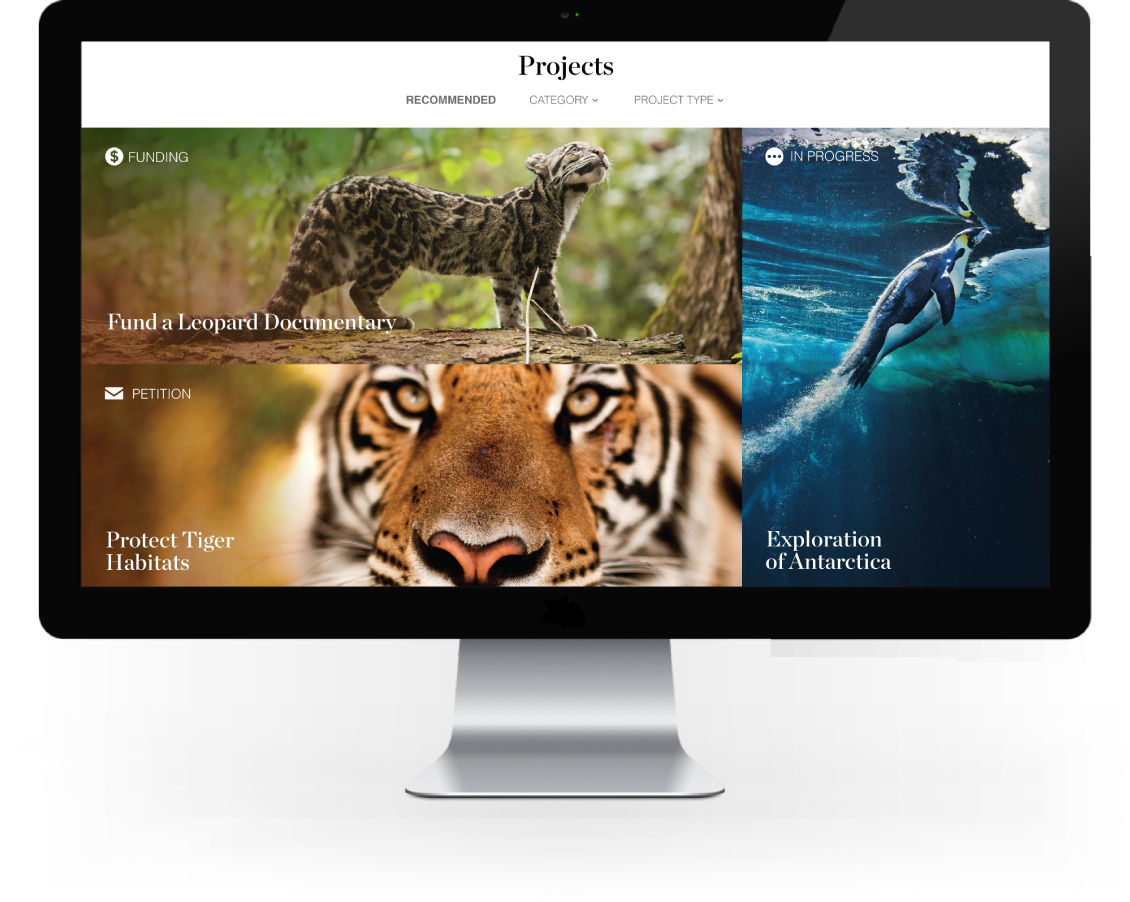 Projects
RECOMMENDED
CATEGORY
PROJECT TYPE
FUNDING
Fund a Leopard Documentary
PETITION
Protect Tiger
Habitats
IN PROGRESS
Exploration
of Antarctica